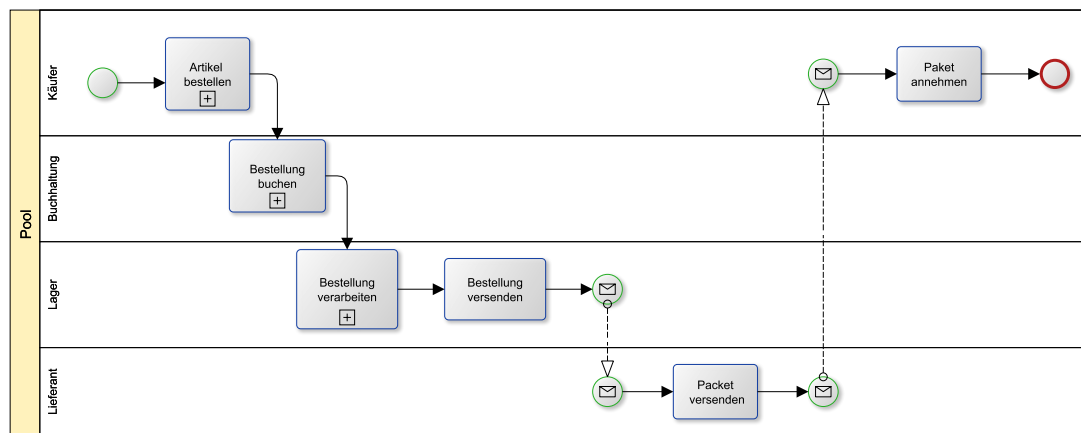 Pool
Käufer
Artikel
bestellen
Paket
annehmen
Buchhaltung
Bestellung
buchen
Lager
Bestellung
verarbeiten
Bestellung
versenden
Lieferant
Packet
versenden